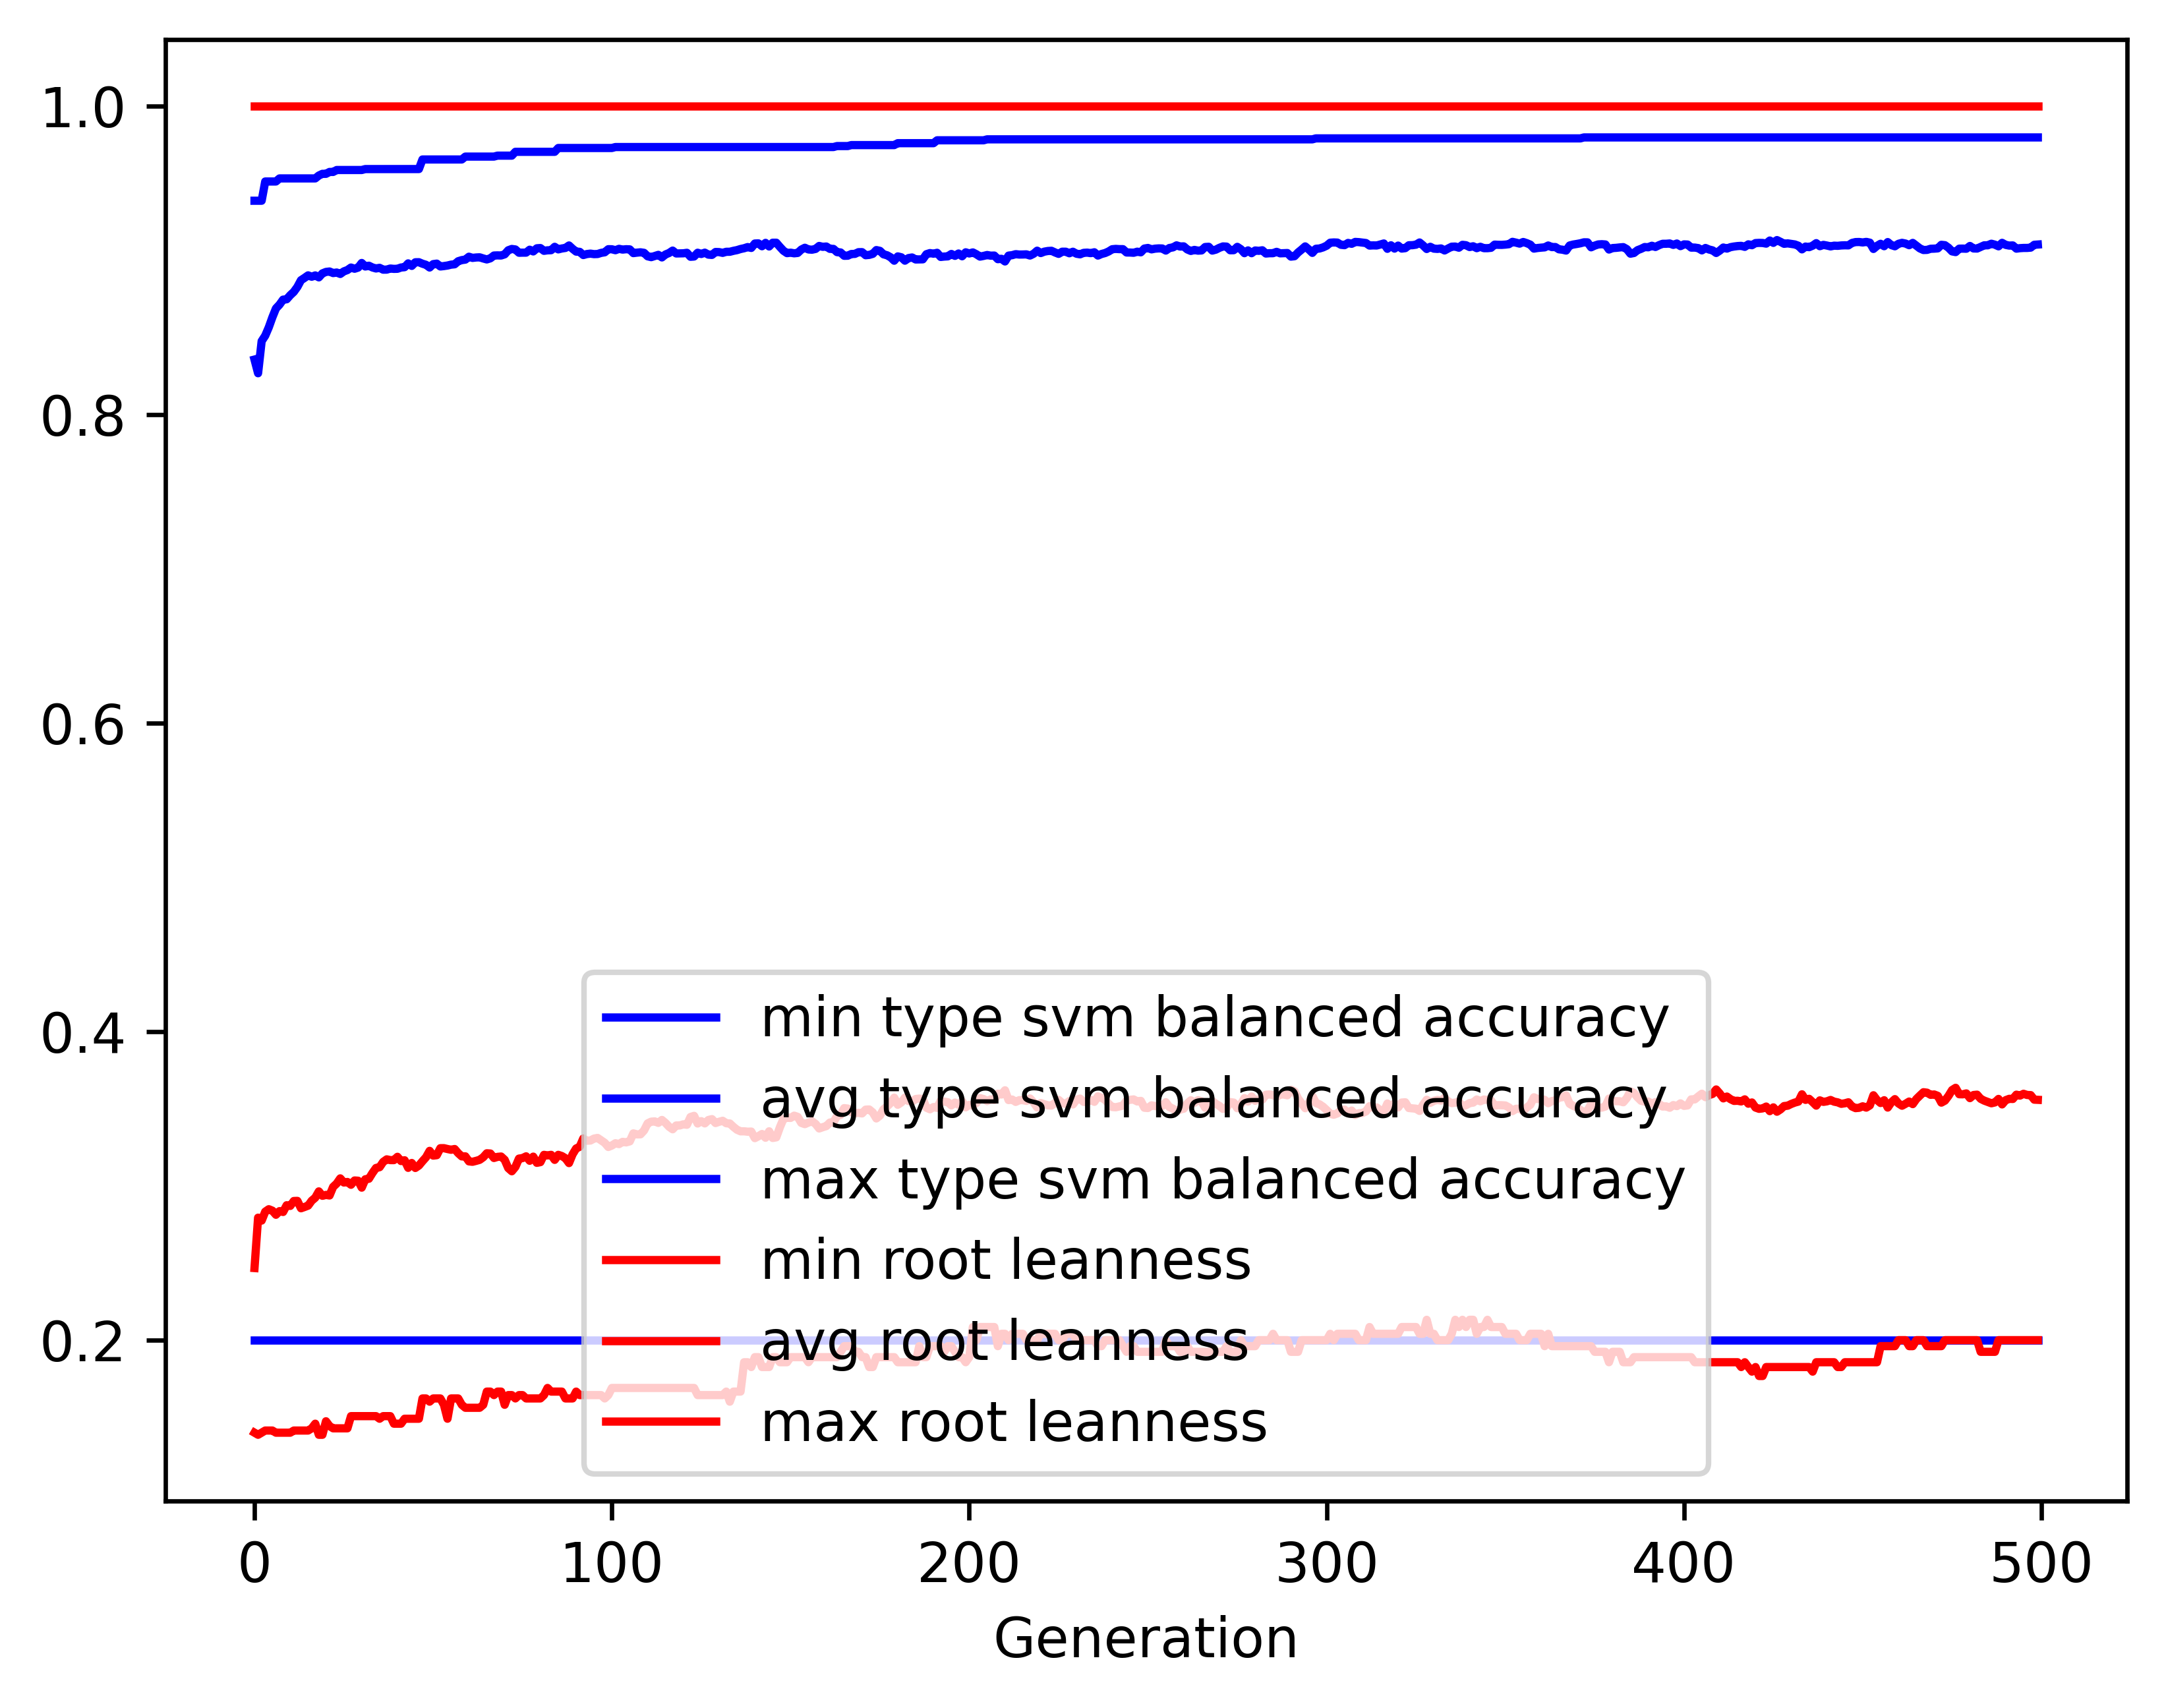 1.0
0.8
0.6
0.4
0.2
min type svm balanced accuracy
avg type svm balanced accuracy
max type svm balanced accuracy
min root leanness
avg root leanness
max root leanness
0 100 200 300 400 500
Generation